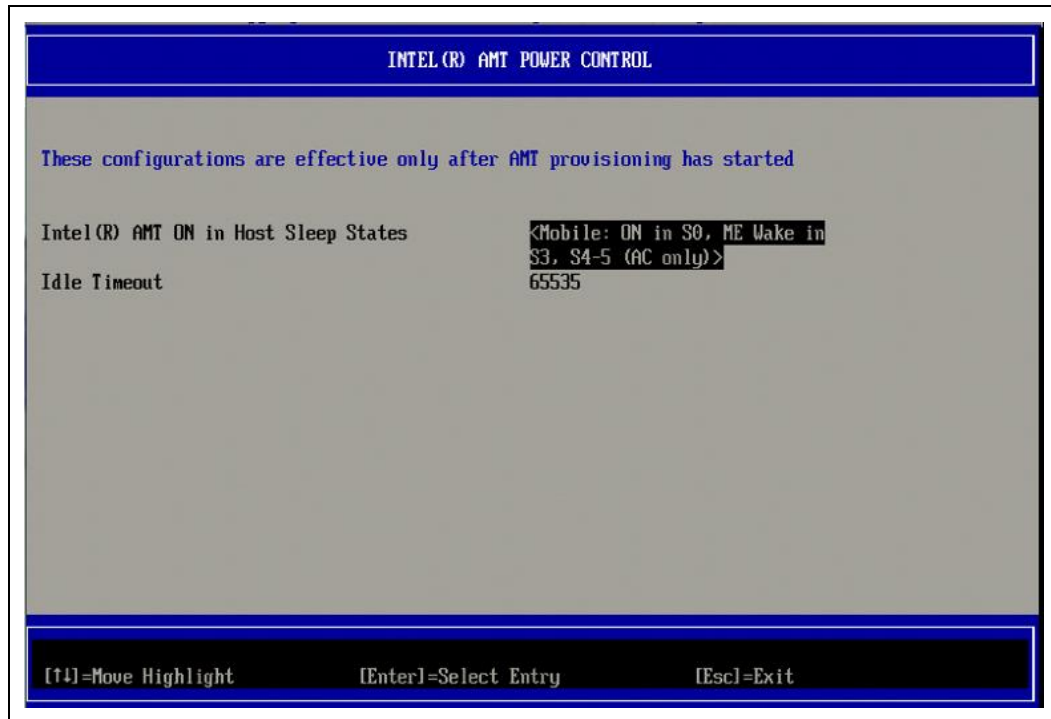 INTEL(R) AMT POWER CONTROL
These configurations are effective only after AMT provisioning has started
Intel(R) AMT ON in Host Sleep States <Mobile: ON in S0, ME Wake in
S3, S4-5 (AC only)>
Idle Timeout 65535
[↑↓]=Move Highlight [Enter]=Select Entry [Esc]=Exit